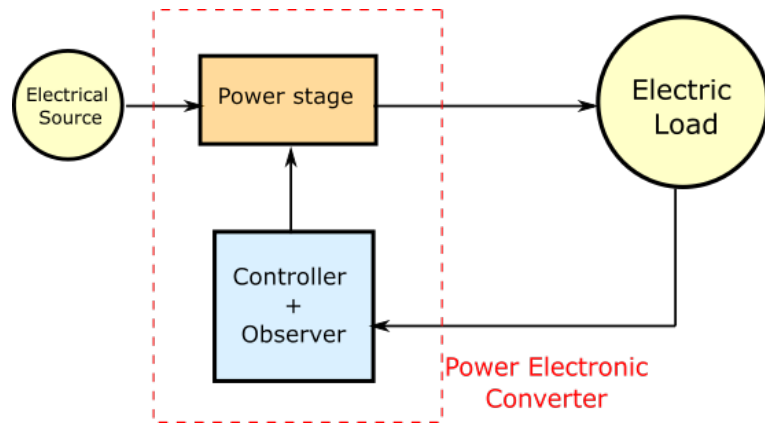 Electrical
Source
Power stage
Electric
Load
Controller
+
Observer
Power Electronic
Converter